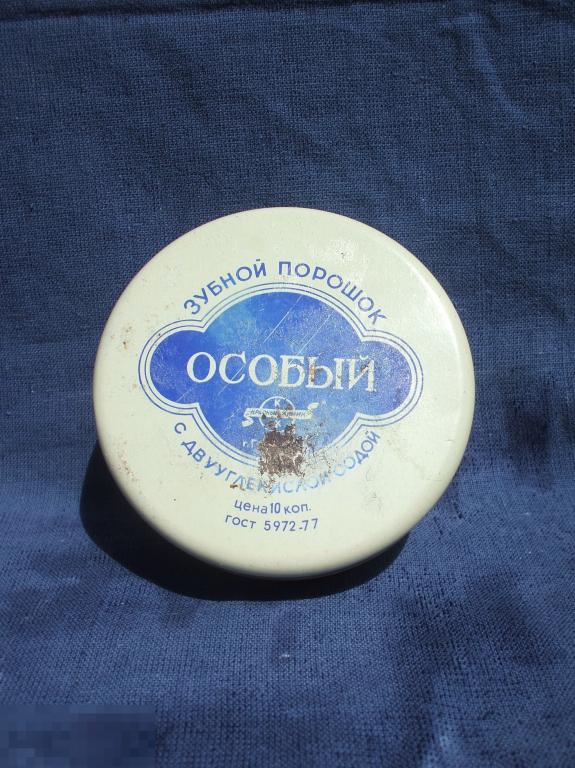 ЗУБНОЙ ПОРОШОК
ОСОБЫЙ
К
С ДВУУГЛЕКИСЛОЙ СОДОЙ
цена 10 коп.
гост 5972-77